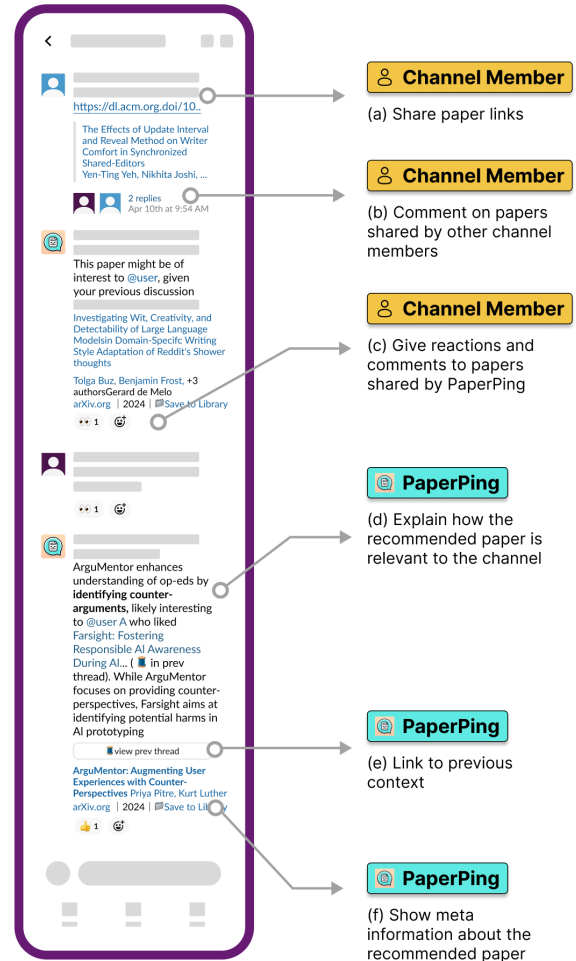 https://dl.acm.org.doi/10..
The Effects of Update Interval
and Reveal Method on Writer
Comfort in Synchronized
Shared-Editors
Yen-Ting Yeh, Nikhita Joshi, ...
2 replies
Apr 10th at 9:54 AM
This paper might be of
interest to @user, given
your previous discussion
Investigating Wit, Creativity, and
Detectability of Large Language
Modelsin Domain-Specifc Writing
Style Adaptation of Reddit's Shower
thoughts
Tolga Buz, Benjamin Frost, +3
authorsGerard de Melo
arXiv.org | 2024 | Save to Library
1
1
ArguMentor enhances
understanding of op-eds by
identifying counter-
arguments, likely interesting
to @user A who liked
Farsight: Fostering
Responsible AI Awareness
During AI... ( 🧵 in prev
thread). While ArguMentor
focuses on providing counter-
perspectives, Farsight aims at
identifying potential harms in
AI prototyping
view prev thread
ArguMentor: Augmenting User
Experiences with Counter-
Perspectives Priya Pitre, Kurt Luther
arXiv.org | 2024 | Save to Library
1
Channel Member
(a) Share paper links
Channel Member
(b) Comment on papers
shared by other channel
members
Channel Member
(c) Give reactions and
comments to papers
shared by PaperPing
PaperPing
(d) Explain how the
recommended paper is
relevant to the channel
PaperPing
(e) Link to previous
context
PaperPing
(f) Show meta
information about the
recommended paper